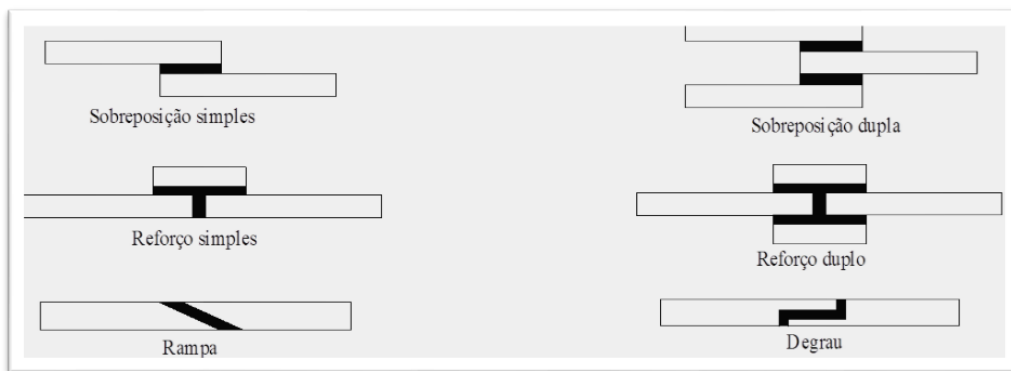 Sobreposição simples
Sobreposição dupla
Reforço simples
Reforço duplo
Rampa
Degrau